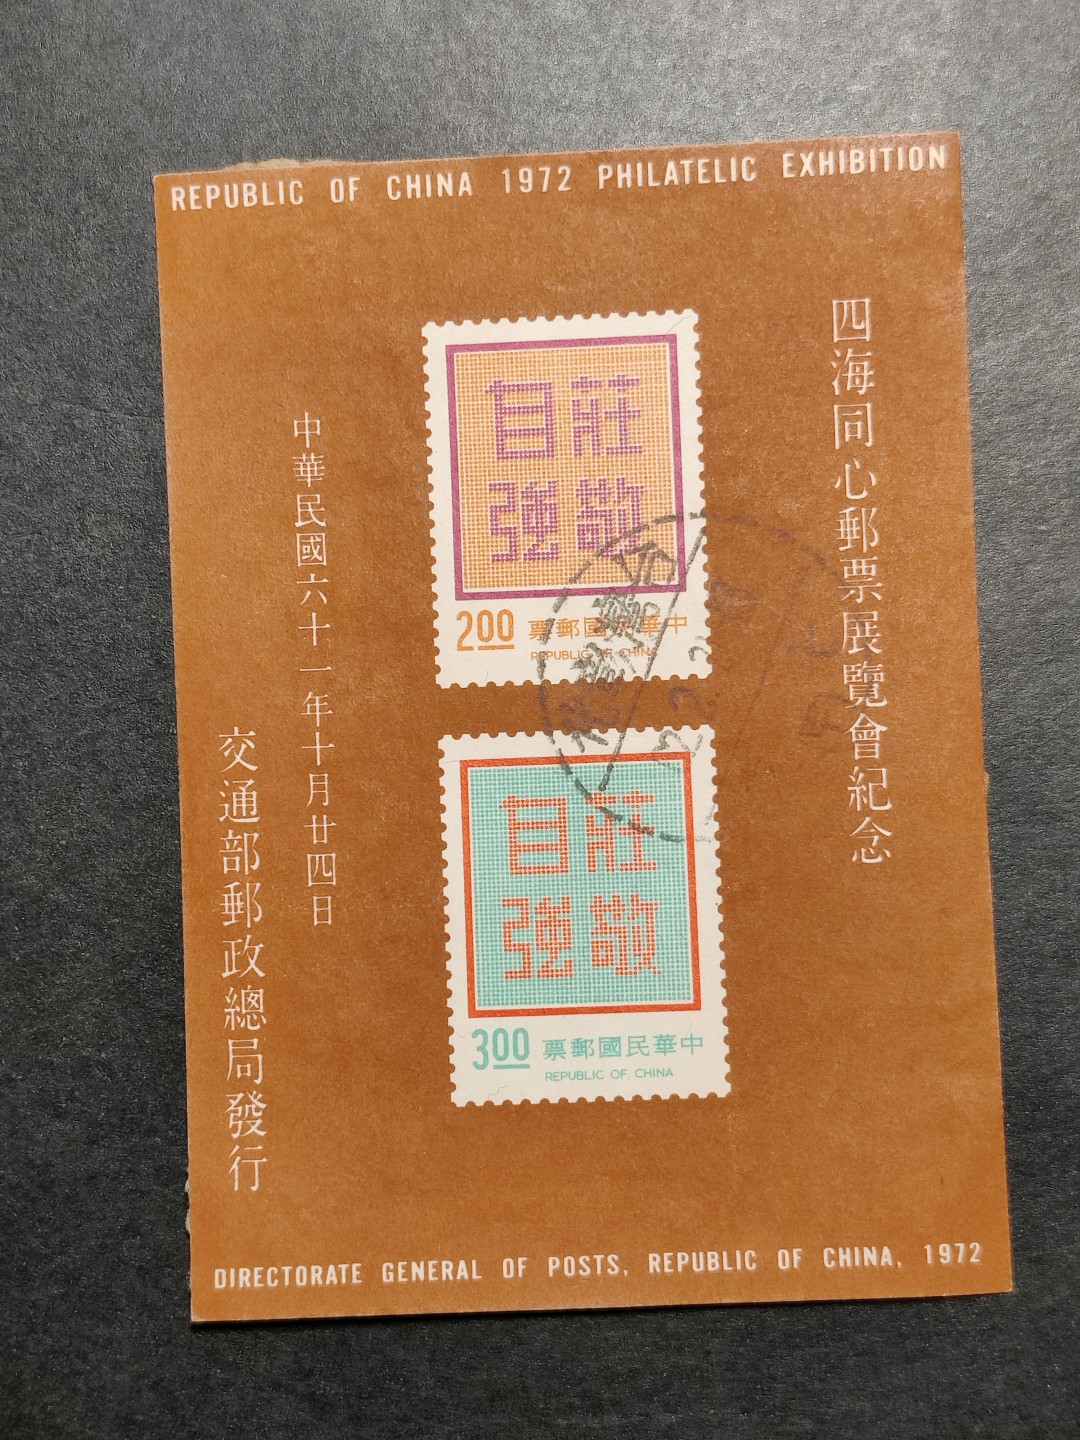 REPUBLIC OF CHINA 1972 PHILATELIC EXHIBITION
四海同心郵票展覽會紀念
莊敬
自強
2.00
票郵國民華中
REPUBLIC OF CHINA
莊敬
自強
3.00
票郵國民華中
REPUBLIC OF CHINA
中華民國六十一年十月廿四日
交通部郵政總局發行
DIRECTORATE GENERAL OF POSTS, REPUBLIC OF CHINA, 1972